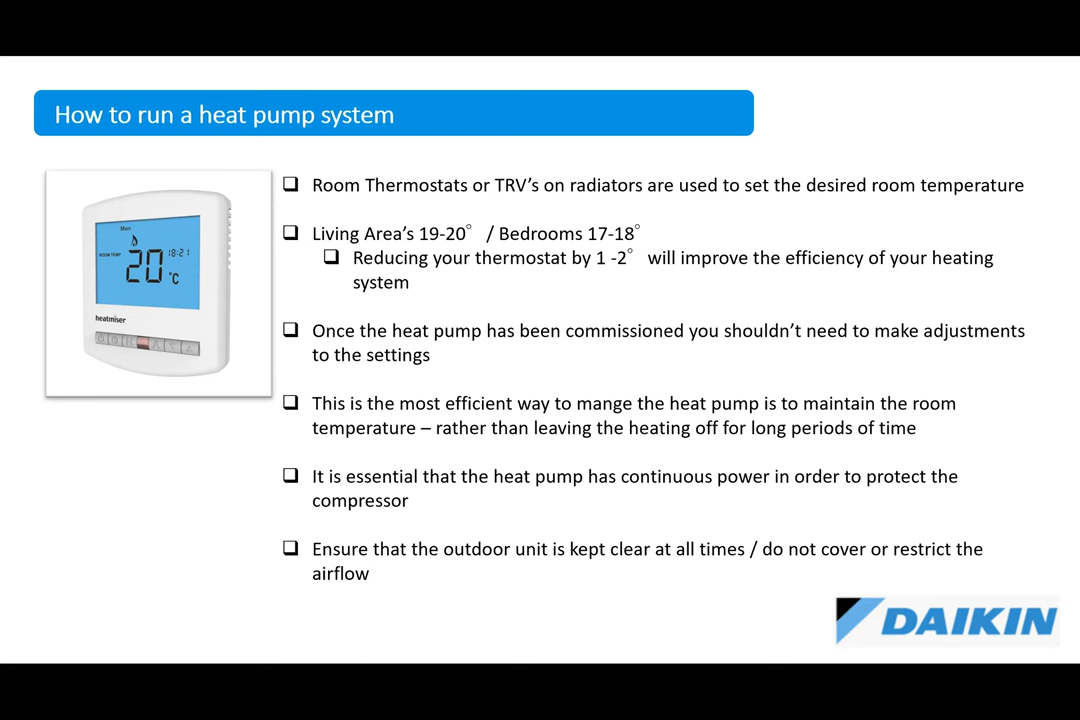 How to run a heat pump system
Room Thermostats or TRV's on radiators are used to set the desired room temperature
Living Area's 19-20° / Bedrooms 17-18°
Reducing your thermostat by 1 -2° will improve the efficiency of your heating
system
Once the heat pump has been commissioned you shouldn't need to make adjustments
to the settings
This is the most efficient way to mange the heat pump is to maintain the room
temperature – rather than leaving the heating off for long periods of time
It is essential that the heat pump has continuous power in order to protect the
compressor
Ensure that the outdoor unit is kept clear at all times / do not cover or restrict the
airflow
Main
ROOM TEMP 20 °C 18:21
heatmiser
DAIKIN